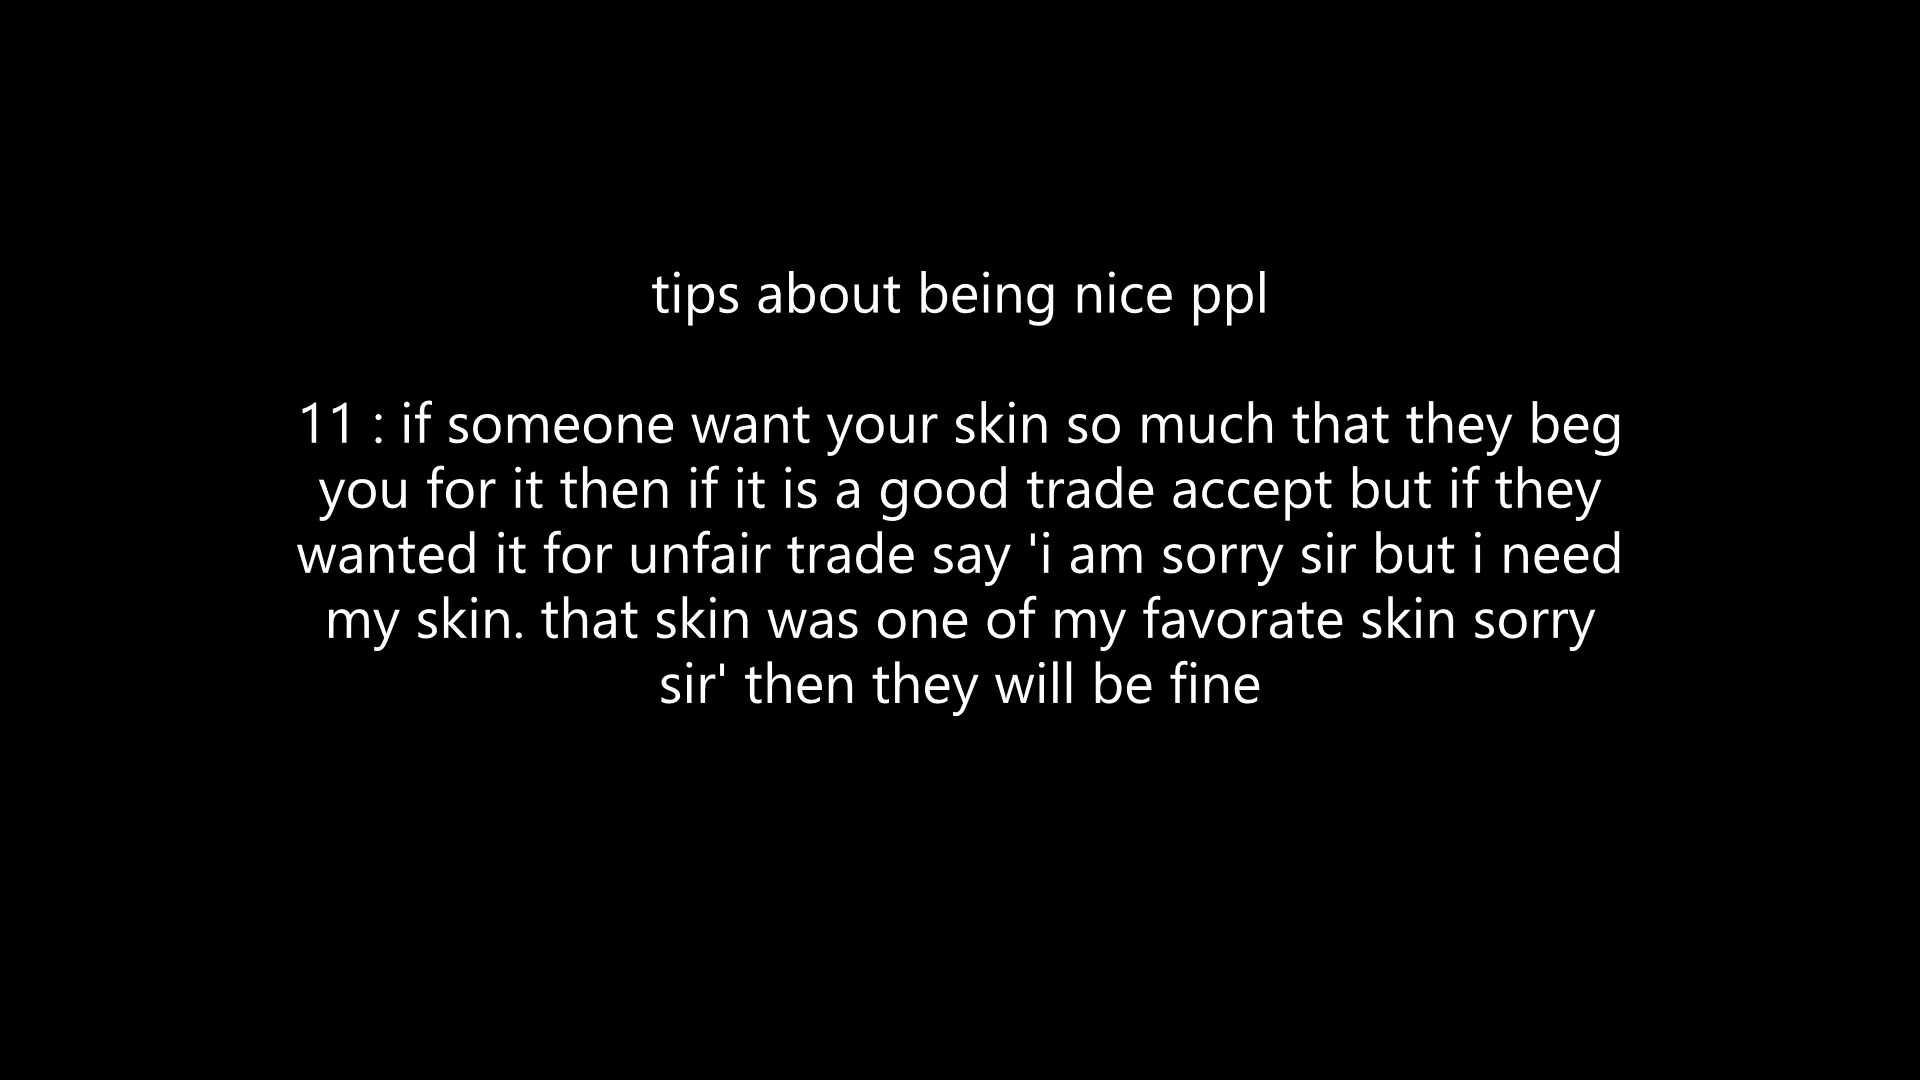 tips about being nice ppl
11 : if someone want your skin so much that they beg
you for it then if it is a good trade accept but if they
wanted it for unfair trade say 'i am sorry sir but i need
my skin. that skin was one of my favorate skin sorry
sir' then they will be fine